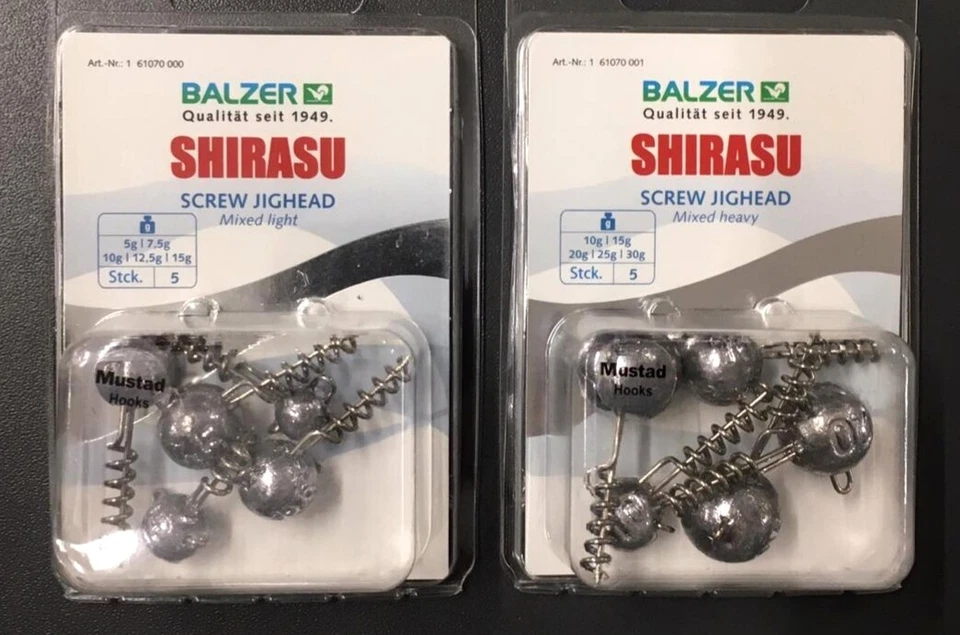 Art.-Nr.: 1 61070 000
BALZER
Qualität seit 1949.
SHIRASU
SCREW JIGHEAD
Mixed light
g
5g | 7,5g
10g | 12,5g | 15g
Stck. 5
Mustad
Hooks
Art.-Nr.: 1 61070 001
BALZER
Qualität seit 1949.
SHIRASU
SCREW JIGHEAD
Mixed heavy
g
10g | 15g
20g | 25g | 30g
Stck. 5
Mustad
Hooks